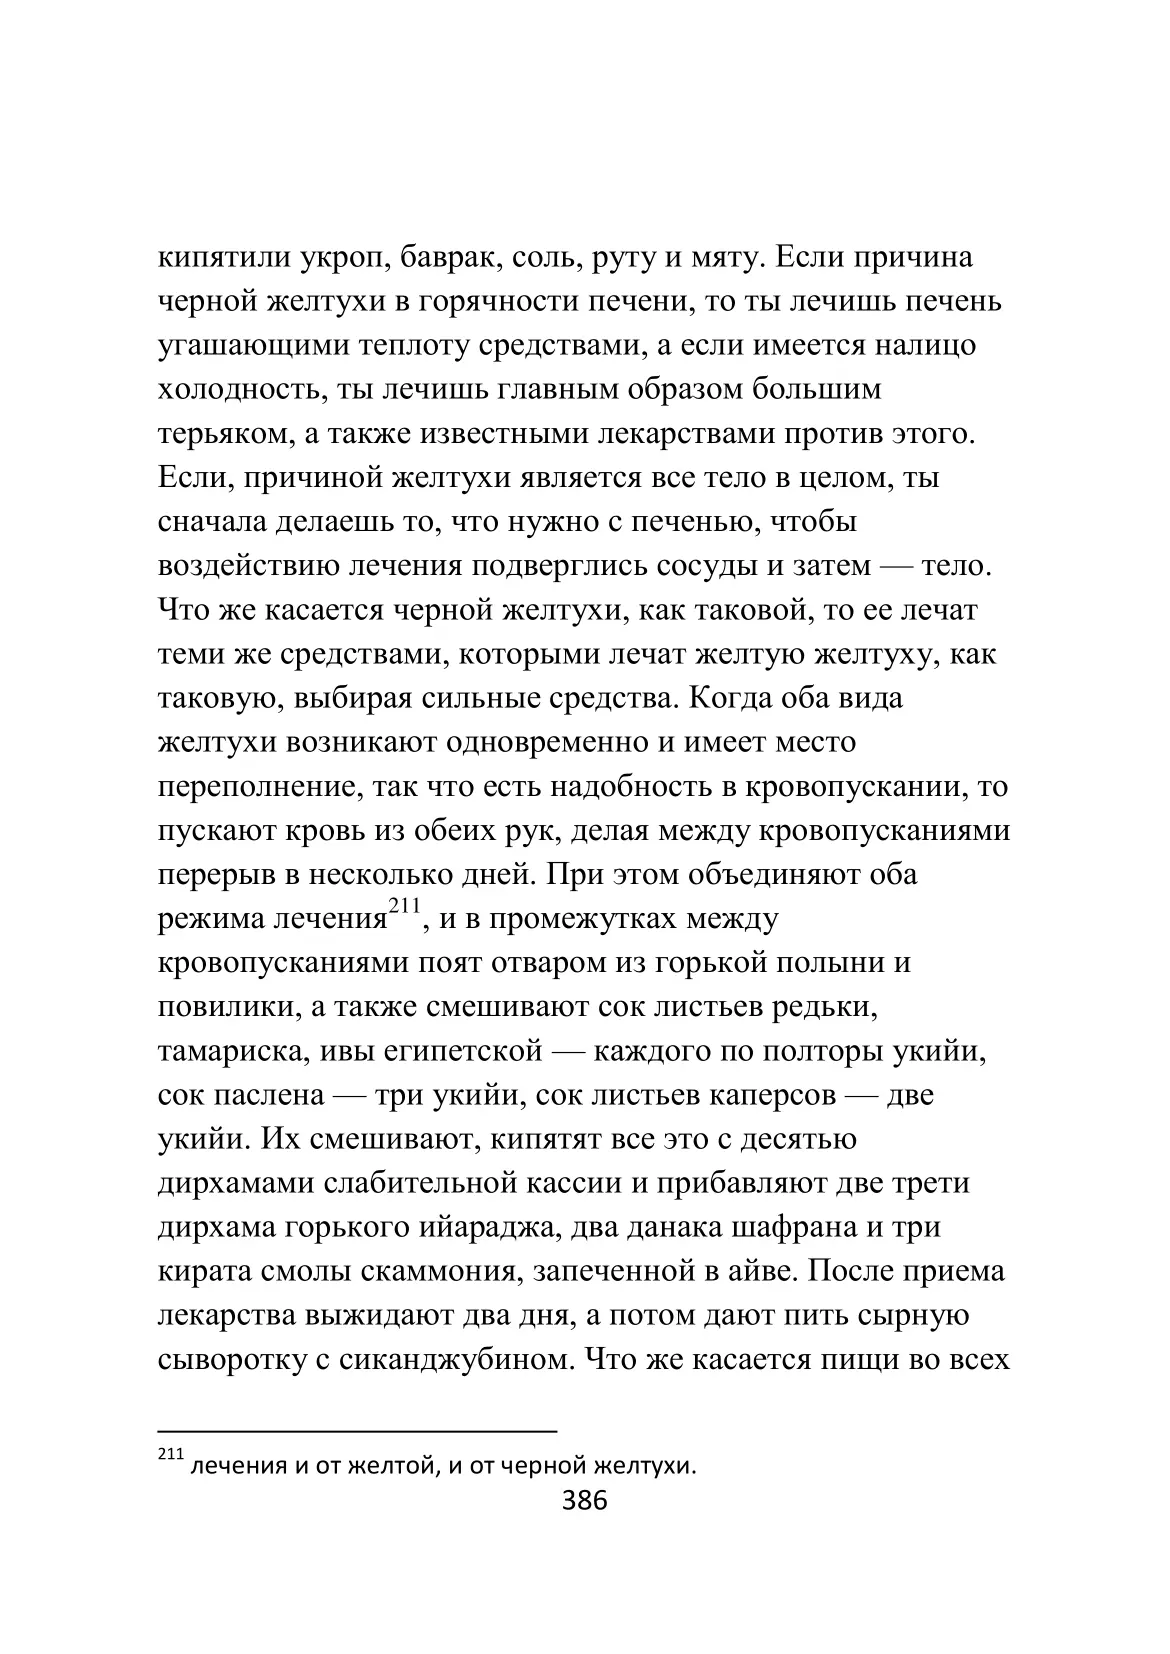 кипятили укроп, баврак, соль, руту и мяту. Если причина
черной желтухи в горячности печени, то ты лечишь печень
угашающими теплоту средствами, а если имеется налицо
холодность, ты лечишь главным образом большим
терьяком, а также известными лекарствами против этого.
Если, причиной желтухи является все тело в целом, ты
сначала делаешь то, что нужно с печенью, чтобы
воздействию лечения подверглись сосуды и затем — тело.
Что же касается черной желтухи, как таковой, то ее лечат
теми же средствами, которыми лечат желтую желтуху, как
таковую, выбирая сильные средства. Когда оба вида
желтухи возникают одновременно и имеет место
переполнение, так что есть надобность в кровопускании, то
пускают кровь из обеих рук, делая между кровопусканиями
перерыв в несколько дней. При этом объединяют оба
режима лечения211, и в промежутках между
кровопусканиями поят отваром из горькой полыни и
повилики, а также смешивают сок листьев редьки,
тамариска, ивы египетской — каждого по полторы укийи,
сок паслена — три укийи, сок листьев каперсов — две
укийи. Их смешивают, кипятят все это с десятью
дирхамами слабительной кассии и прибавляют две трети
дирхама горького ийараджа, два данака шафрана и три
кирата смолы скаммония, запеченной в айве. После приема
лекарства выжидают два дня, а потом дают пить сырную
сыворотку с сиканджубином. Что же касается пищи во всех
211 лечения и от желтой, и от черной желтухи.
386